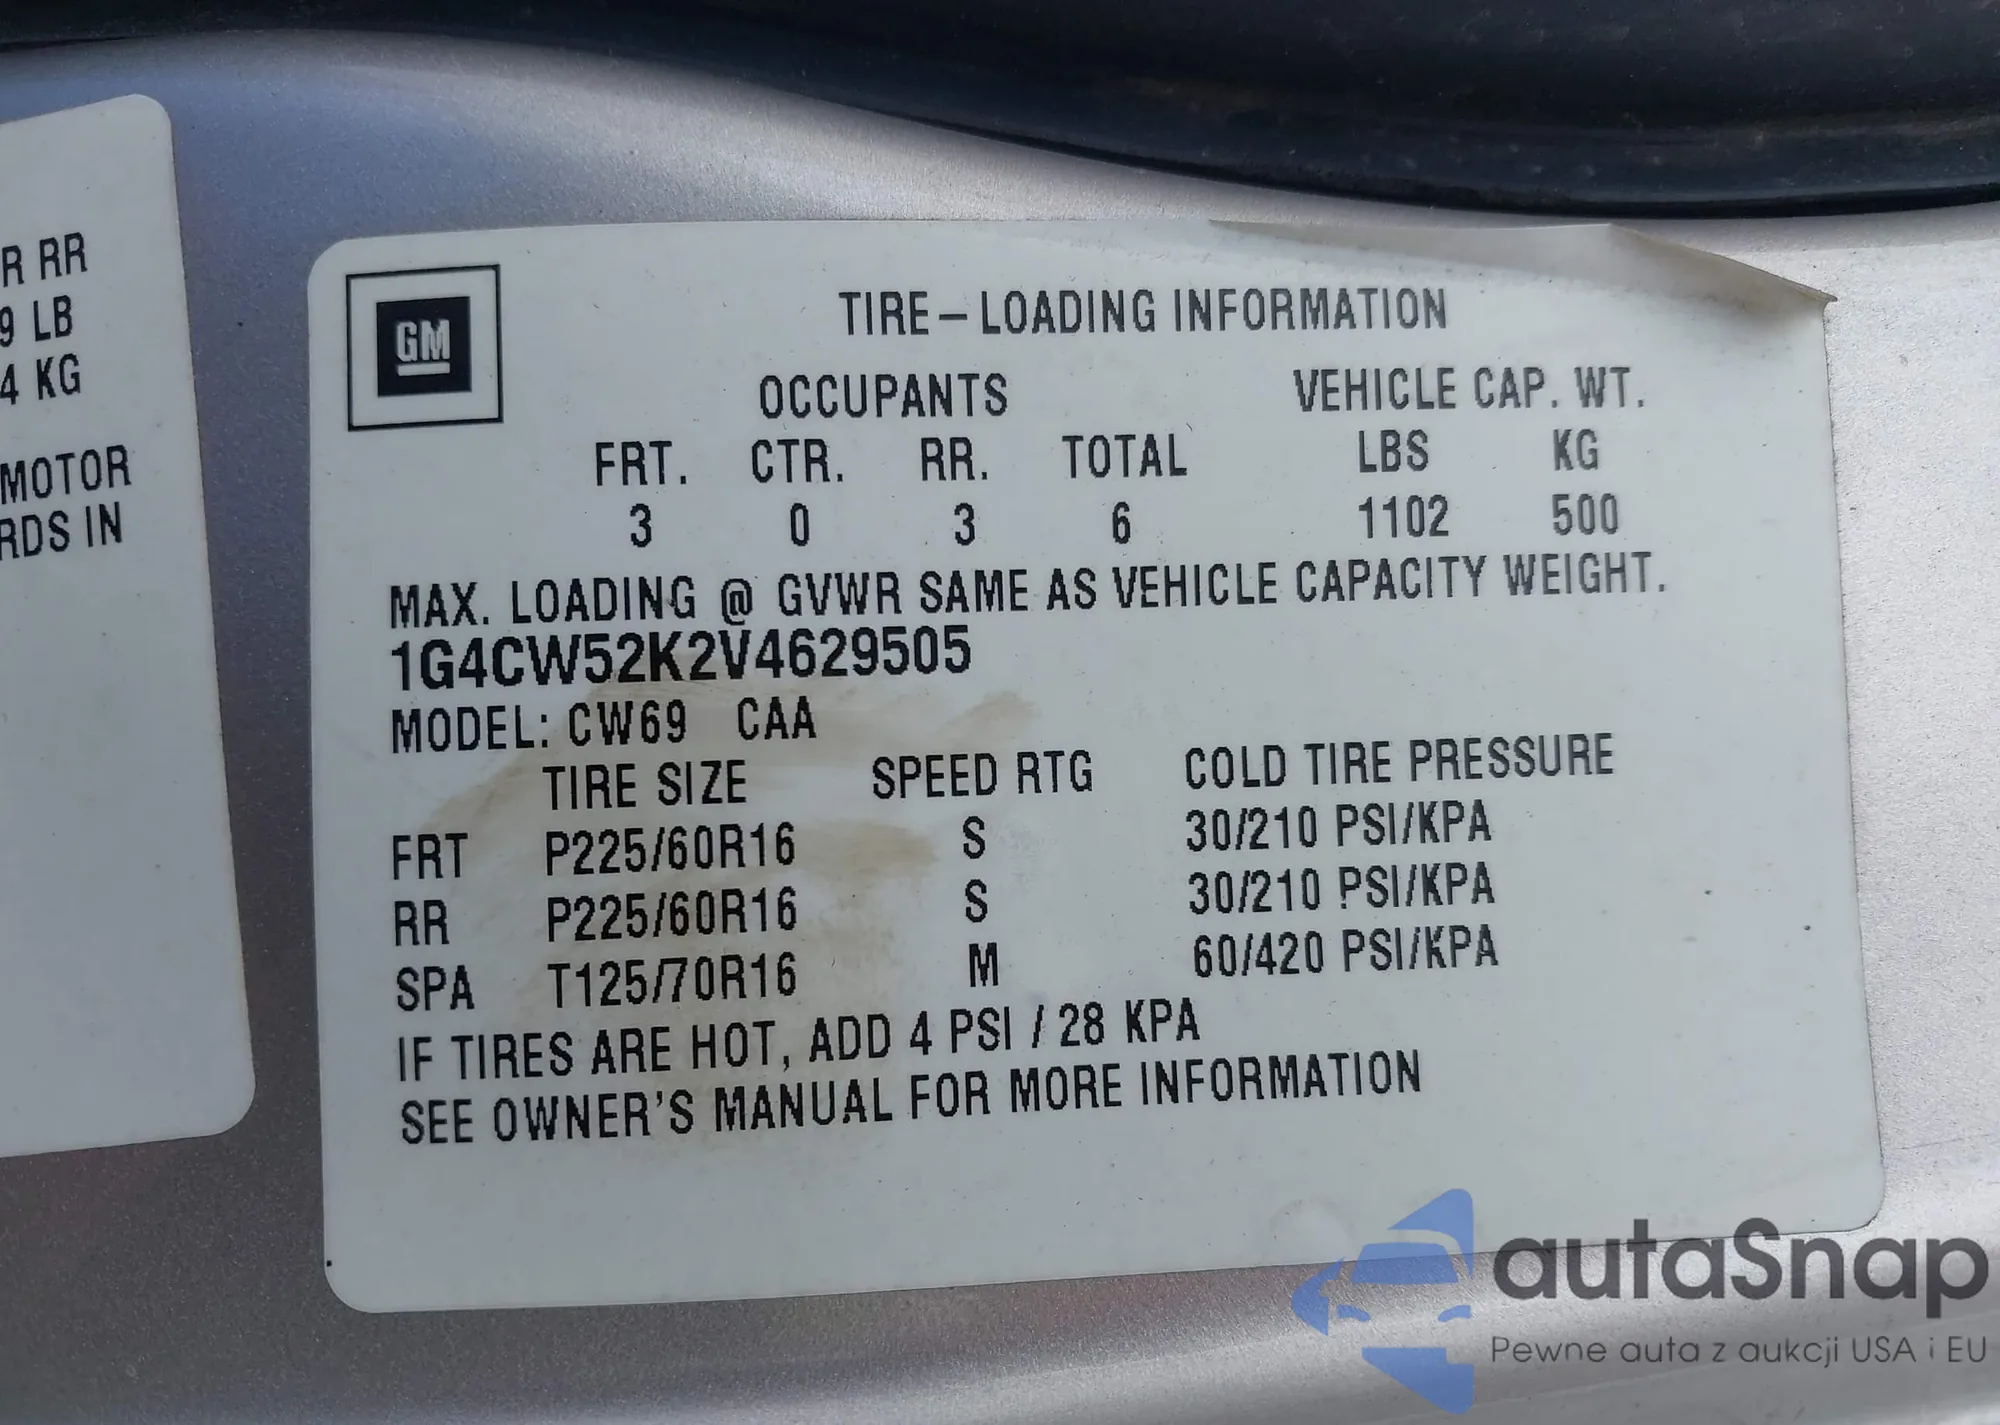 R RR
9 LB
4 KG
MOTOR
RDS IN
GM
TIRE – LOADING INFORMATION
OCCUPANTS VEHICLE CAP. WT.
FRT. CTR. RR. TOTAL LBS KG
3 0 3 6 1102 500
MAX. LOADING @ GVWR SAME AS VEHICLE CAPACITY WEIGHT.
1G4CW52K2V4629505
MODEL: CW69 CAA
TIRE SIZE SPEED RTG COLD TIRE PRESSURE
FRT P225/60R16 S 30/210 PSI/KPA
RR P225/60R16 S 30/210 PSI/KPA
SPA T125/70R16 M 60/420 PSI/KPA
IF TIRES ARE HOT, ADD 4 PSI / 28 KPA
SEE OWNER'S MANUAL FOR MORE INFORMATION
autaSnap
Pewne auta z aukcji USA i EU